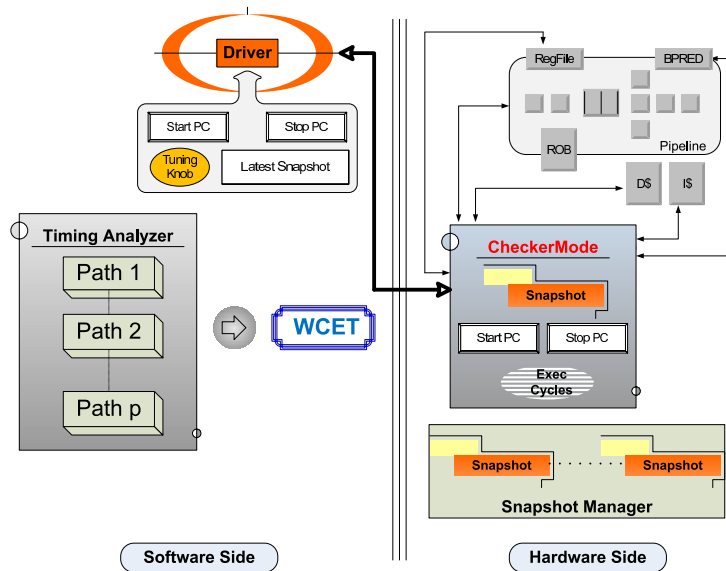 Driver
Start PC
Stop PC
Tuning
Knob
Latest Snapshot
RegFile
BPRED
Pipeline
ROB
D$
I$
Timing Analyzer
Path 1
Path 2
Path p
WCET
CheckerMode
Snapshot
Start PC
Stop PC
Exec
Cycles
Snapshot
Snapshot
Snapshot Manager
Software Side
Hardware Side